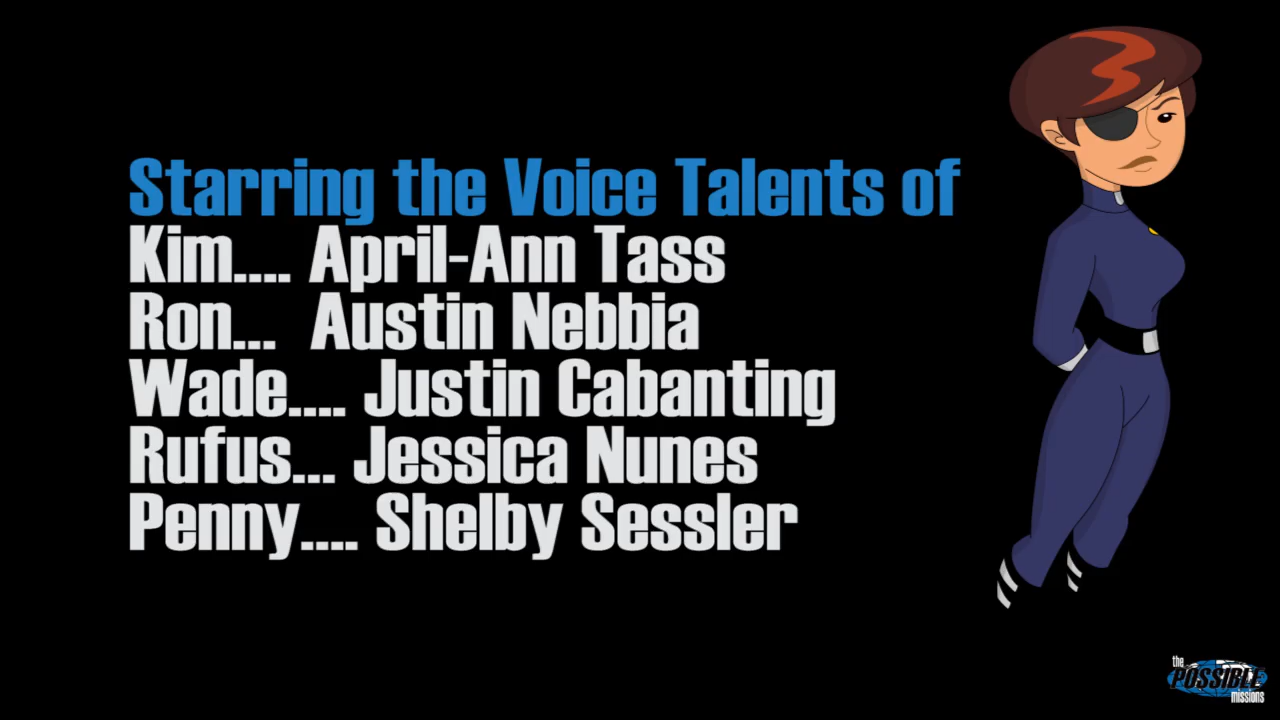 Starring the Voice Talents of
Kim.... April-Ann Tass
Ron... Austin Nebbia
Wade.... Justin Cabanting
Rufus... Jessica Nunes
Penny.... Shelby Sessler
the
POSSIBLE
missions